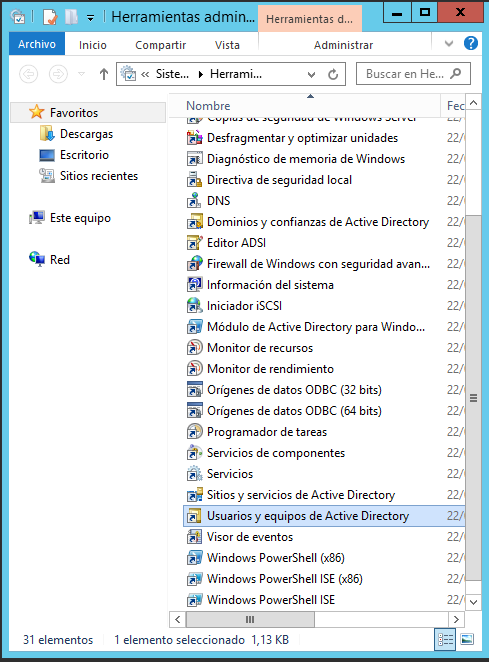 Herramientas admin...
Herramientas d...
Archivo
Inicio
Compartir
Vista
Administrar
« Siste...
Herrami...
Buscar en He...
Favoritos
Descargas
Escritorio
Sitios recientes
Este equipo
Red
Nombre Fec
Copias de seguridad de Windows Server 22/
Desfragmentar y optimizar unidades 22/
Diagnóstico de memoria de Windows 22/
Directiva de seguridad local 22/
DNS 22/
Dominios y confianzas de Active Directory 22/
Editor ADSI 22/
Firewall de Windows con seguridad avan... 22/
Información del sistema 22/
Iniciador iSCSI 22/
Módulo de Active Directory para Windo... 22/
Monitor de recursos 22/
Monitor de rendimiento 22/
Orígenes de datos ODBC (32 bits) 22/
Orígenes de datos ODBC (64 bits) 22/
Programador de tareas 22/
Servicios de componentes 22/
Servicios 22/
Sitios y servicios de Active Directory 22/
Usuarios y equipos de Active Directory 22/
Visor de eventos 22/
Windows PowerShell (x86) 22/
Windows PowerShell ISE (x86) 22/
Windows PowerShell ISE 22/
31 elementos 1 elemento seleccionado 1,13 KB